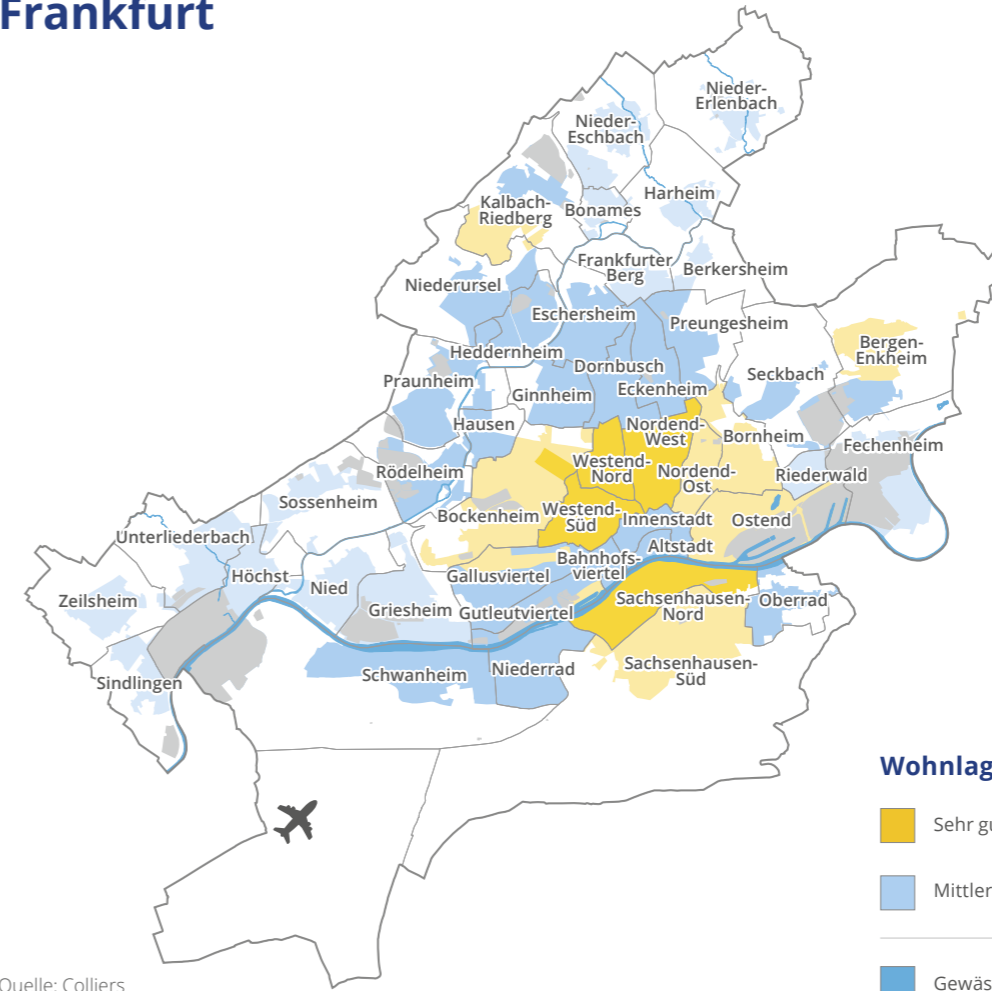 Frankfurt
Nieder-
Erlenbach
Nieder-
Eschbach
Harheim
Kalbach-
Riedberg
Bonames
Frankfurter
Berg
Berkersheim
Niederursel
Eschersheim
Preungesheim
Bergen-
Enkheim
Heddernheim
Dornbusch
Seckbach
Praunheim
Ginnheim
Eckenheim
Hausen
Nordend-
West
Bornheim
Fechenheim
Rödelheim
Westend-
Nord
Nordend-
Ost
Riederwald
Sossenheim
Bockenheim
Westend-
Süd
Innenstadt
Ostend
Unterliederbach
Altstadt
Bahnhofs-
viertel
Höchst
Nied
Gallusviertel
Zeilsheim
Griesheim
Gutleutviertel
Sachsenhausen-
Nord
Oberrad
Schwanheim
Niederrad
Sachsenhausen-
Süd
Sindlingen
Wohnlag
Sehr gu
Mittler
Gewäs
Quelle: Colliers